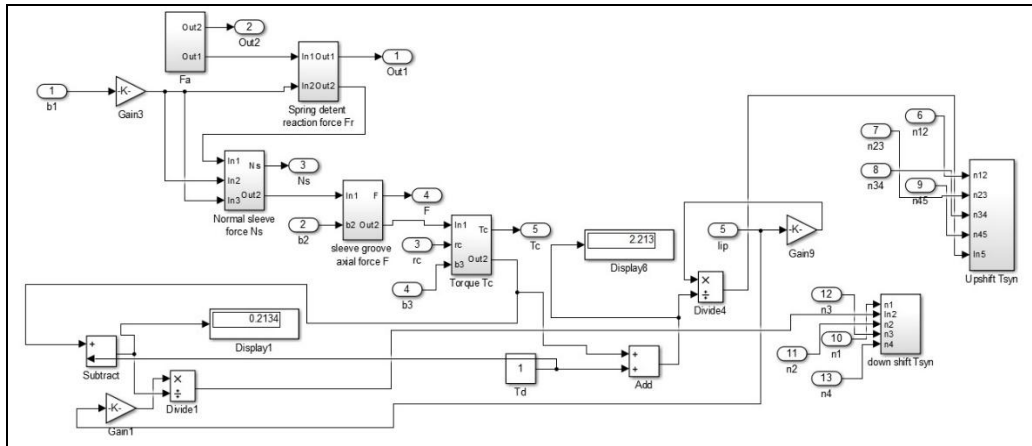 Out2
Out1
Fa
2
Out2
In1 Out1
In2 Out2
Spring detent
reaction force Fr
1
Out1
1
b1
-K-
Gain3
In1
In2
In3
Ns
Out2
Normal sleeve
force Ns
3
Ns
2
b2
In1
b2
F
Out2
sleeve groove
axial force F
4
F
3
rc
4
b3
In1
rc
b3
Tc
Out2
Torque Tc
5
Tc
2.213
Display6
5
Iip
-K-
Gain9
×
÷
Divide4
6
n12
7
n23
8
n34
9
n45
n12
n23
n34
n45
In5
Upshift Tsyn
12
n3
10
n1
11
n2
13
n4
n1
In2
n2
n3
n4
down shift Tsyn
0.2134
Display1
+
Subtract
-K-
Gain1
×
÷
Divide1
1
Td
+
+
Add